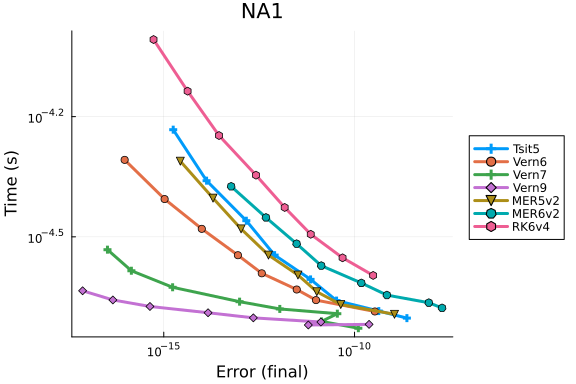 NA1
Time (s)
10^-4.2
10^-4.5
10^-15
10^-10
Error (final)
Tsit5
Vern6
Vern7
Vern9
MER5v2
MER6v2
RK6v4